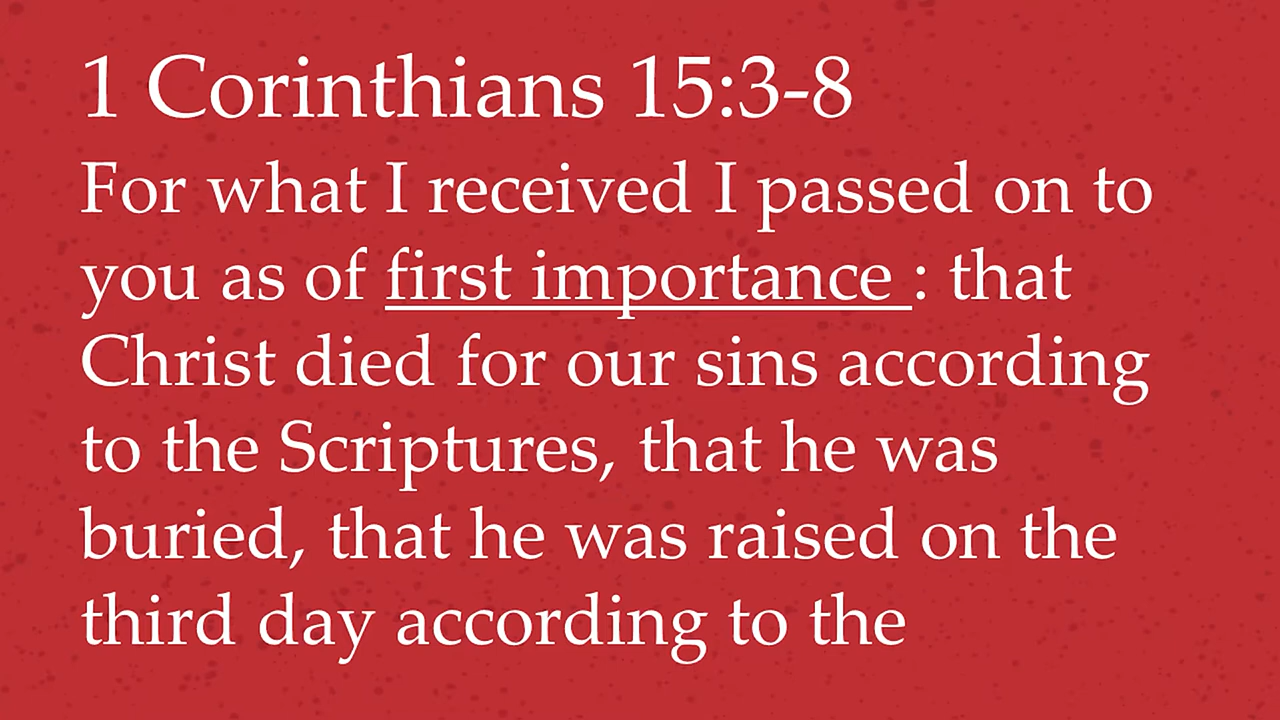 1 Corinthians 15:3-8
For what I received I passed on to
you as of first importance : that
Christ died for our sins according
to the Scriptures, that he was
buried, that he was raised on the
third day according to the